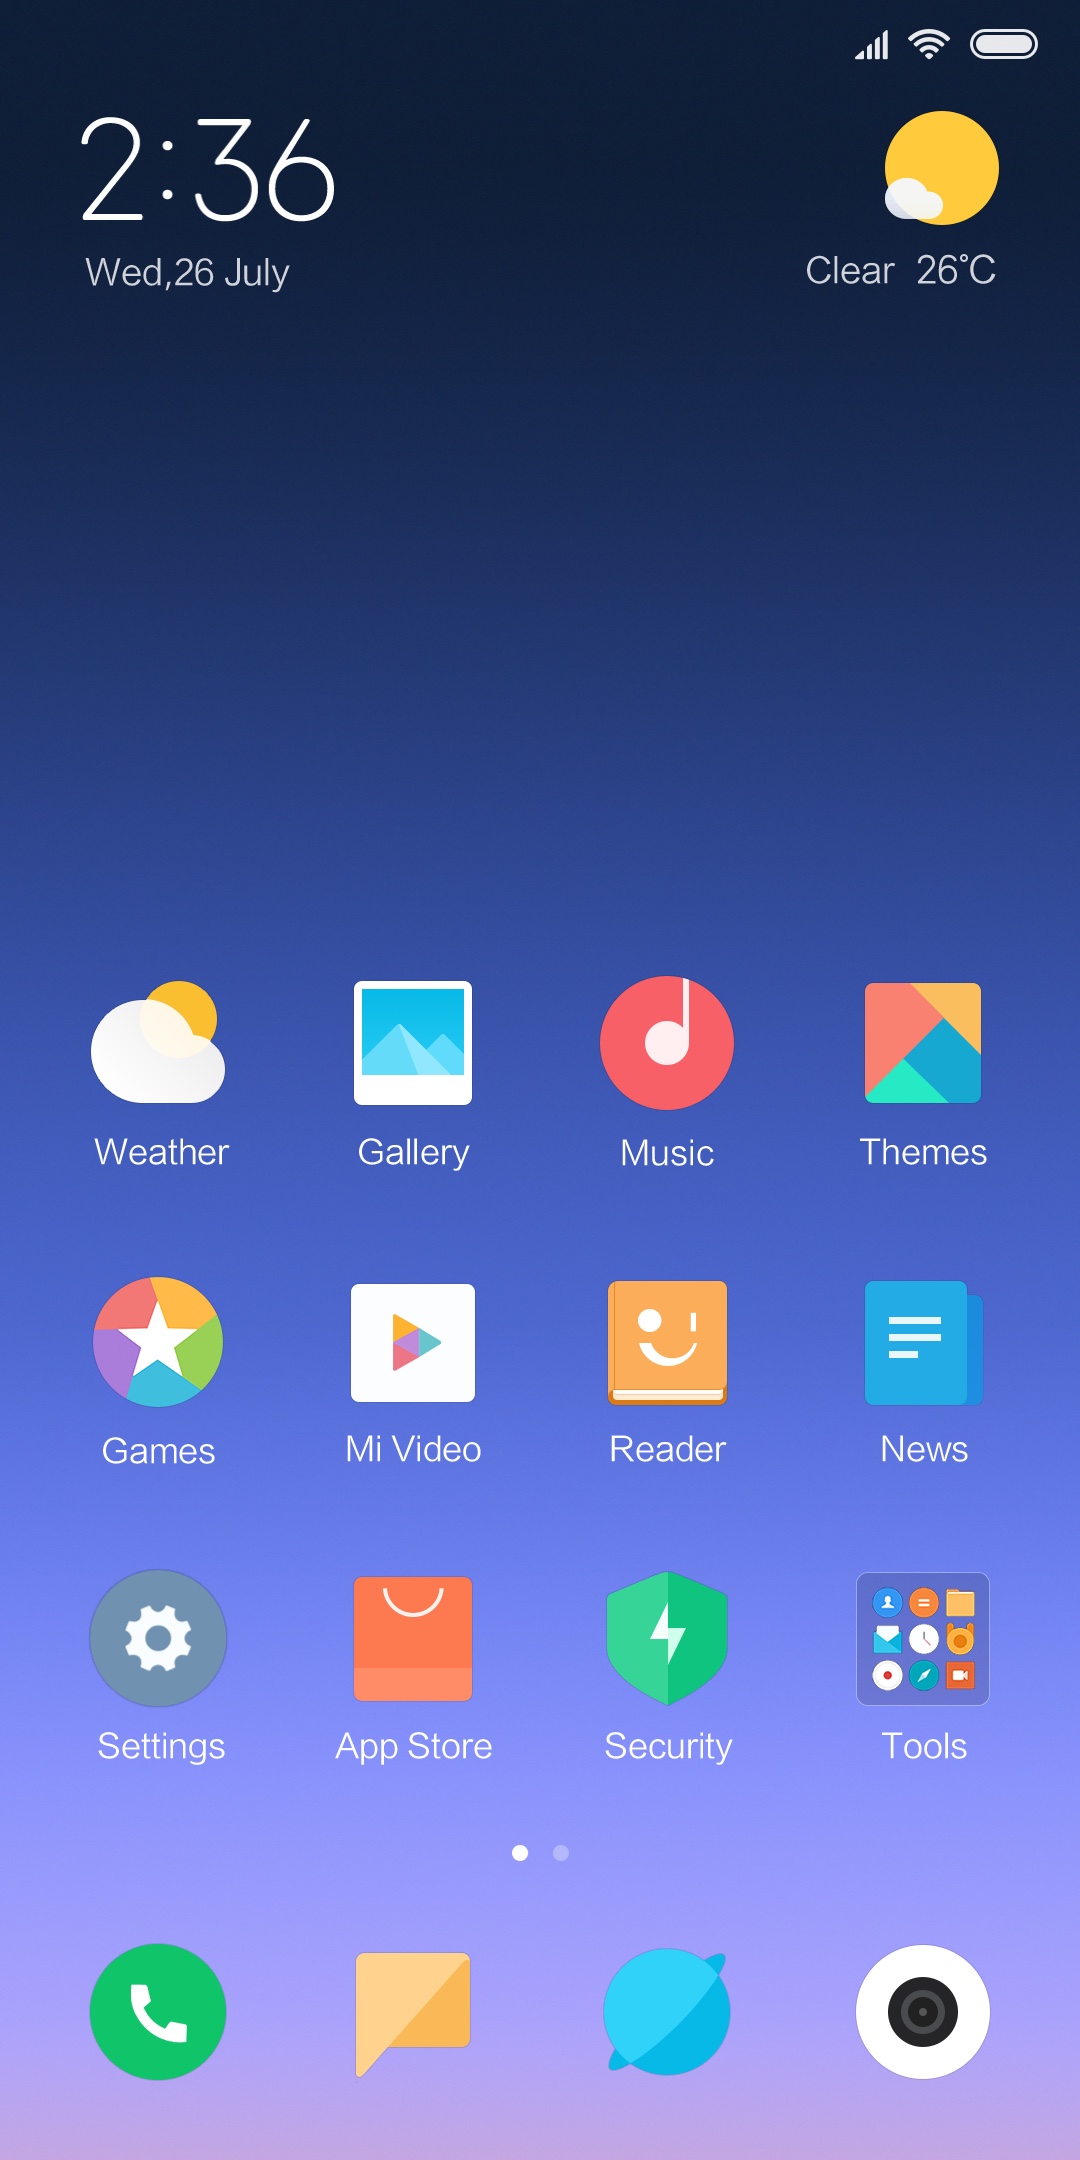 2:36
Wed,26 July
Clear 26°C
Weather
Gallery
Music
Themes
Games
Mi Video
Reader
News
Settings
App Store
Security
Tools